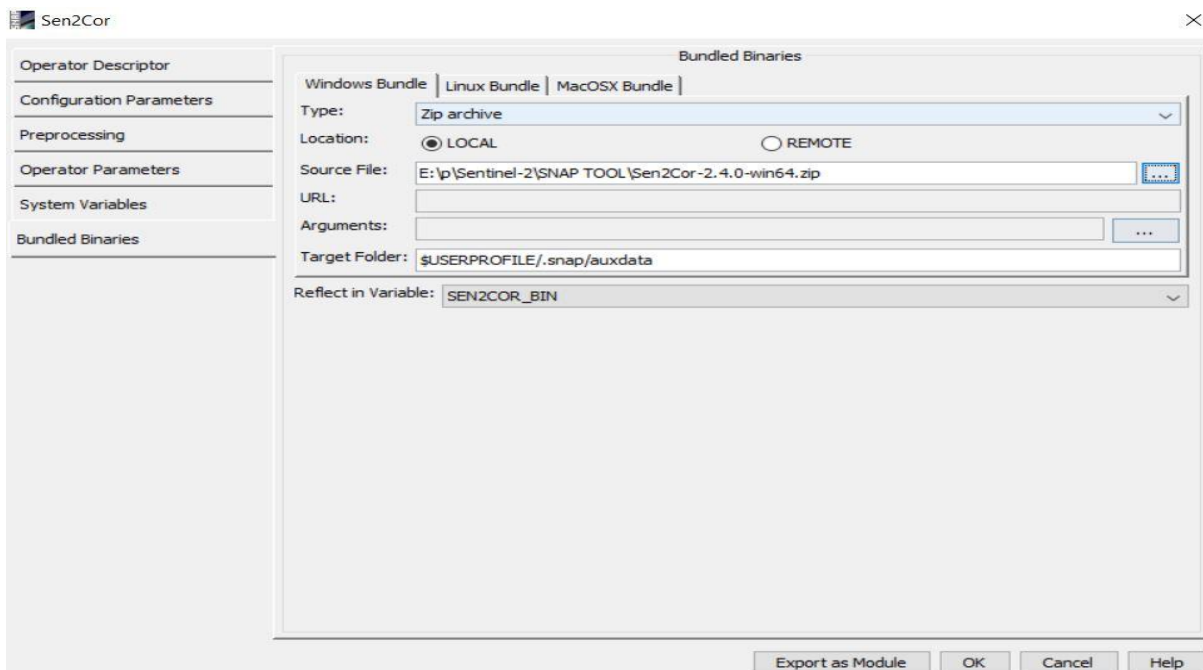 Sen2Cor
Operator Descriptor
Configuration Parameters
Preprocessing
Operator Parameters
System Variables
Bundled Binaries
Bundled Binaries
Windows Bundle Linux Bundle MacOSX Bundle
Type: Zip archive
Location: LOCAL REMOTE
Source File: E:\p\Sentinel-2\SNAP TOOL\Sen2Cor-2.4.0-win64.zip ...
URL:
Arguments: ...
Target Folder: $USERPROFILE/.snap/auxdata
Reflect in Variable: SEN2COR_BIN
Export as Module OK Cancel Help